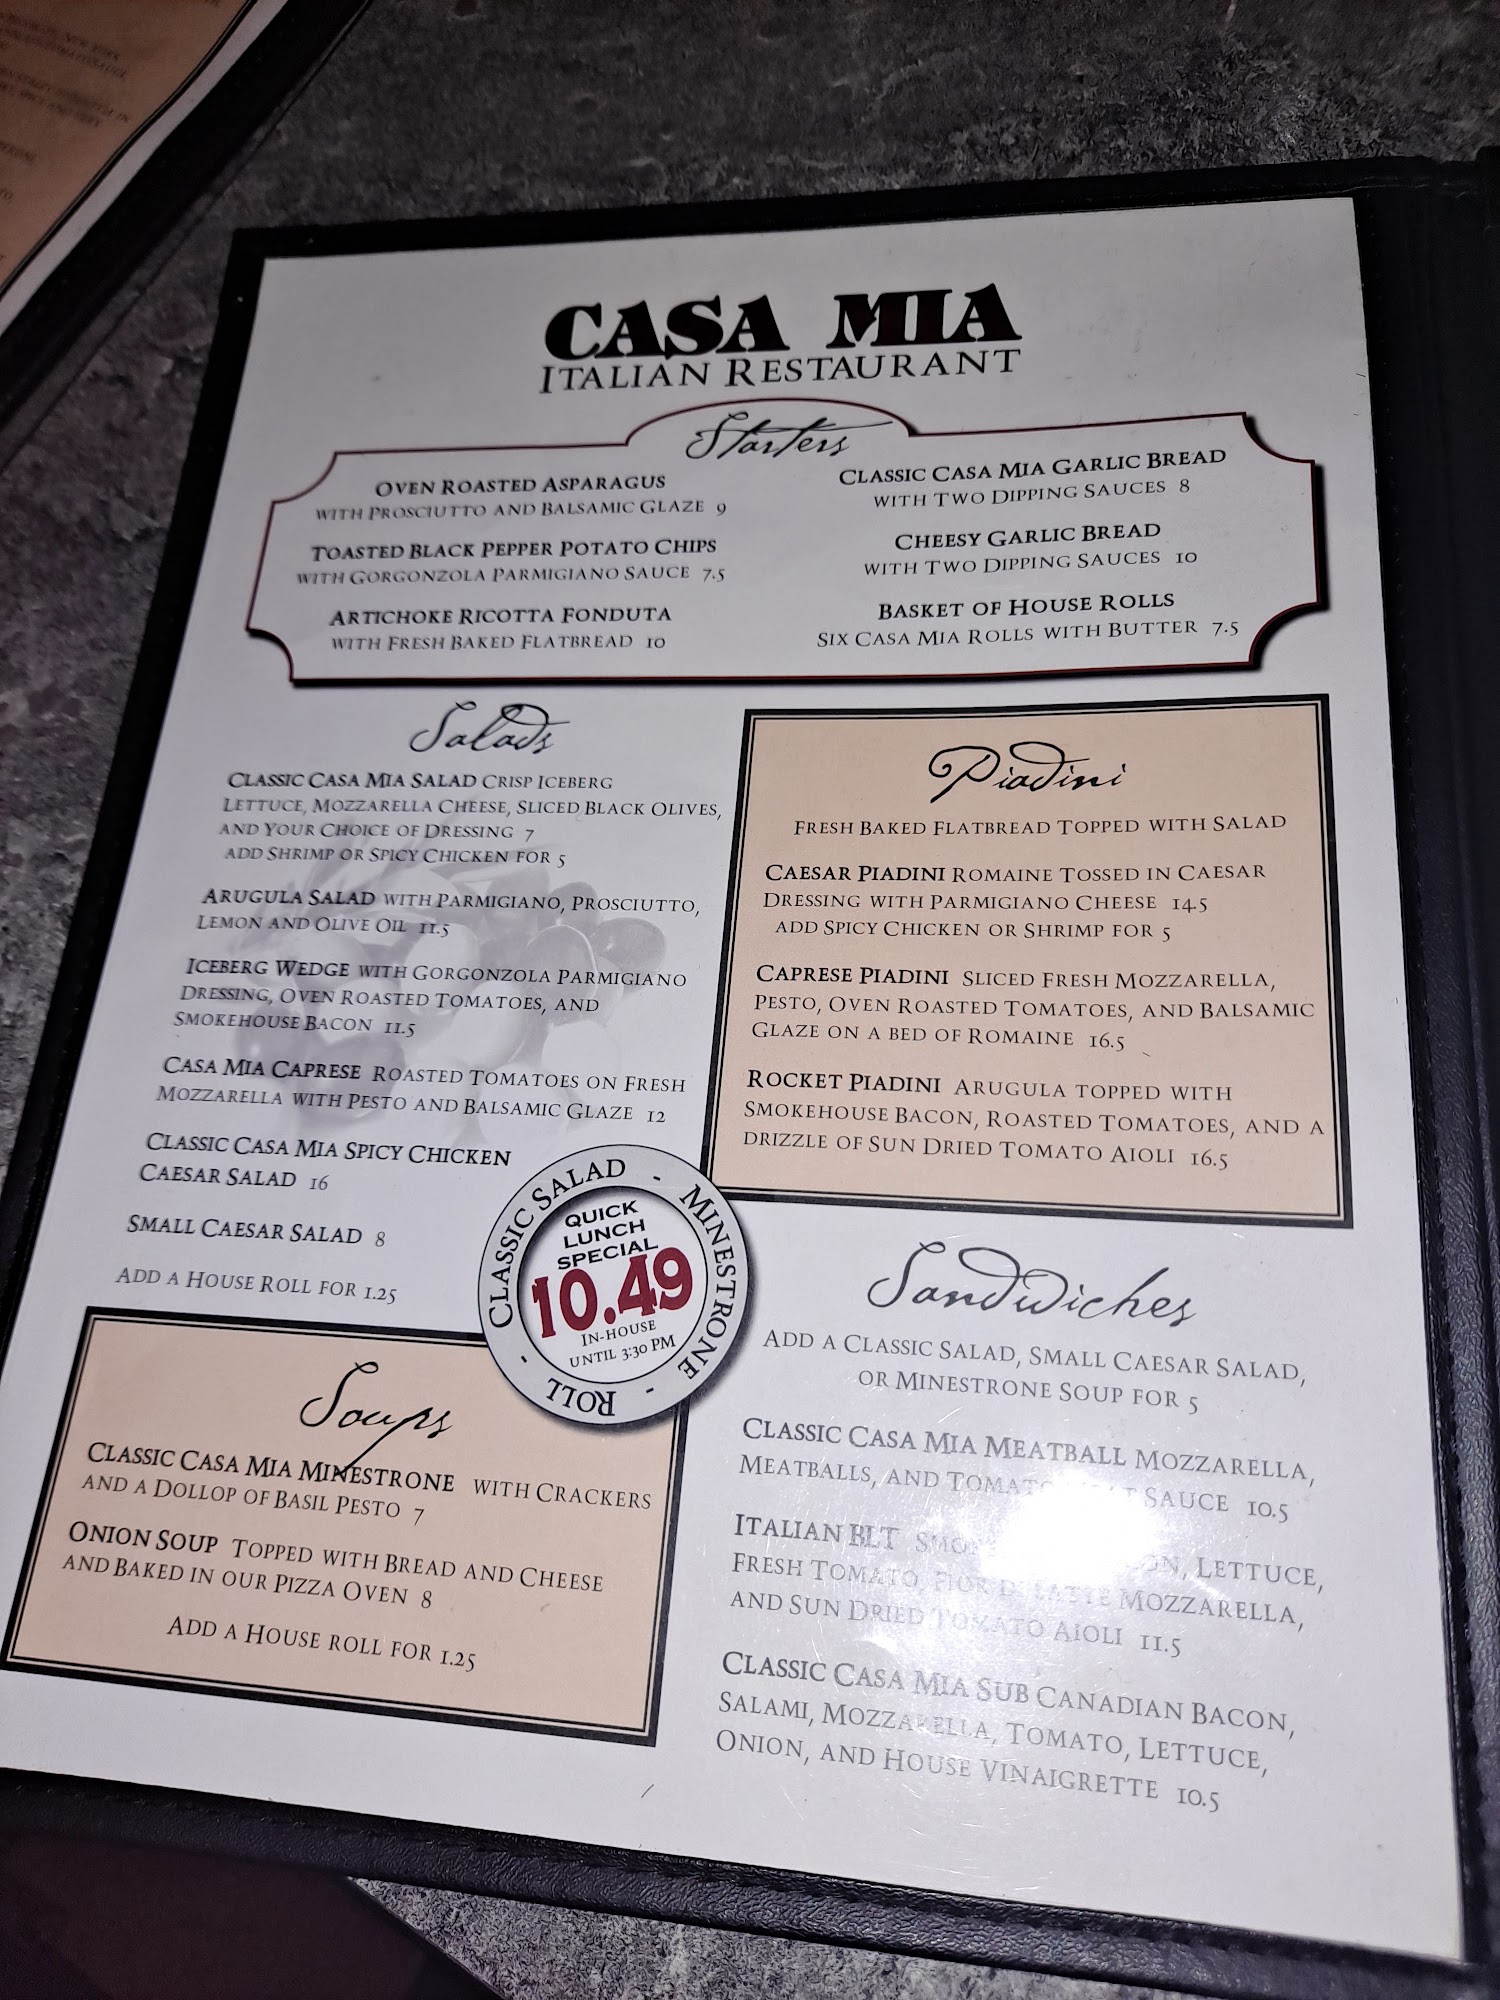 CASA MIA
ITALIAN RESTAURANT
Starters
OVEN ROASTED ASPARAGUS
WITH PROSCIUTTO AND BALSAMIC GLAZE 9
TOASTED BLACK PEPPER POTATO CHIPS
WITH GORGONZOLA PARMIGIANO SAUCE 7.5
ARTICHOKE RICOTTA FONDUTA
WITH FRESH BAKED FLATBREAD 10
CLASSIC CASA MIA GARLIC BREAD
WITH TWO DIPPING SAUCES 8
CHEESY GARLIC BREAD
WITH TWO DIPPING SAUCES 10
BASKET OF HOUSE ROLLS
SIX CASA MIA ROLLS WITH BUTTER 7.5
Salads
CLASSIC CASA MIA SALAD CRISP ICEBERG
LETTUCE, MOZZARELLA CHEESE, SLICED BLACK OLIVES,
AND YOUR CHOICE OF DRESSING 7
ADD SHRIMP OR SPICY CHICKEN FOR 5
ARUGULA SALAD WITH PARMIGIANO, PROSCIUTTO,
LEMON AND OLIVE OIL 11.5
ICEBERG WEDGE WITH GORGONZOLA PARMIGIANO
DRESSING, OVEN ROASTED TOMATOES, AND
SMOKEHOUSE BACON 11.5
CASA MIA CAPRESE ROASTED TOMATOES ON FRESH
MOZZARELLA WITH PESTO AND BALSAMIC GLAZE 12
CLASSIC CASA MIA SPICY CHICKEN
CAESAR SALAD 16
SMALL CAESAR SALAD 8
ADD A HOUSE ROLL FOR 1.25
Piadini
FRESH BAKED FLATBREAD TOPPED WITH SALAD
CAESAR PIADINI ROMAINE TOSSED IN CAESAR
DRESSING WITH PARMIGIANO CHEESE 14.5
ADD SPICY CHICKEN OR SHRIMP FOR 5
CAPRESE PIADINI SLICED FRESH MOZZARELLA,
PESTO, OVEN ROASTED TOMATOES, AND BALSAMIC
GLAZE ON A BED OF ROMAINE 16.5
ROCKET PIADINI ARUGULA TOPPED WITH
SMOKEHOUSE BACON, ROASTED TOMATOES, AND A
DRIZZLE OF SUN DRIED TOMATO AIOLI 16.5
CLASSIC SALAD - MINESTRONE - ROLL -
QUICK
LUNCH
SPECIAL
10.49
IN-HOUSE
UNTIL 3:30 PM
Soups
CLASSIC CASA MIA MINESTRONE WITH CRACKERS
AND A DOLLOP OF BASIL PESTO 7
ONION SOUP TOPPED WITH BREAD AND CHEESE
AND BAKED IN OUR PIZZA OVEN 8
ADD A HOUSE ROLL FOR 1.25
Sandwiches
ADD A CLASSIC SALAD, SMALL CAESAR SALAD,
OR MINESTRONE SOUP FOR 5
CLASSIC CASA MIA MEATBALL MOZZARELLA,
MEATBALLS, AND TOMATO SAUCE 10.5
ITALIAN BLT LETTUCE,
FRESH TOMATO, FIOR DI LATTE MOZZARELLA,
AND SUN DRIED TOMATO AIOLI 11.5
CLASSIC CASA MIA SUB CANADIAN BACON,
SALAMI, MOZZARELLA, TOMATO, LETTUCE,
ONION, AND HOUSE VINAIGRETTE 10.5